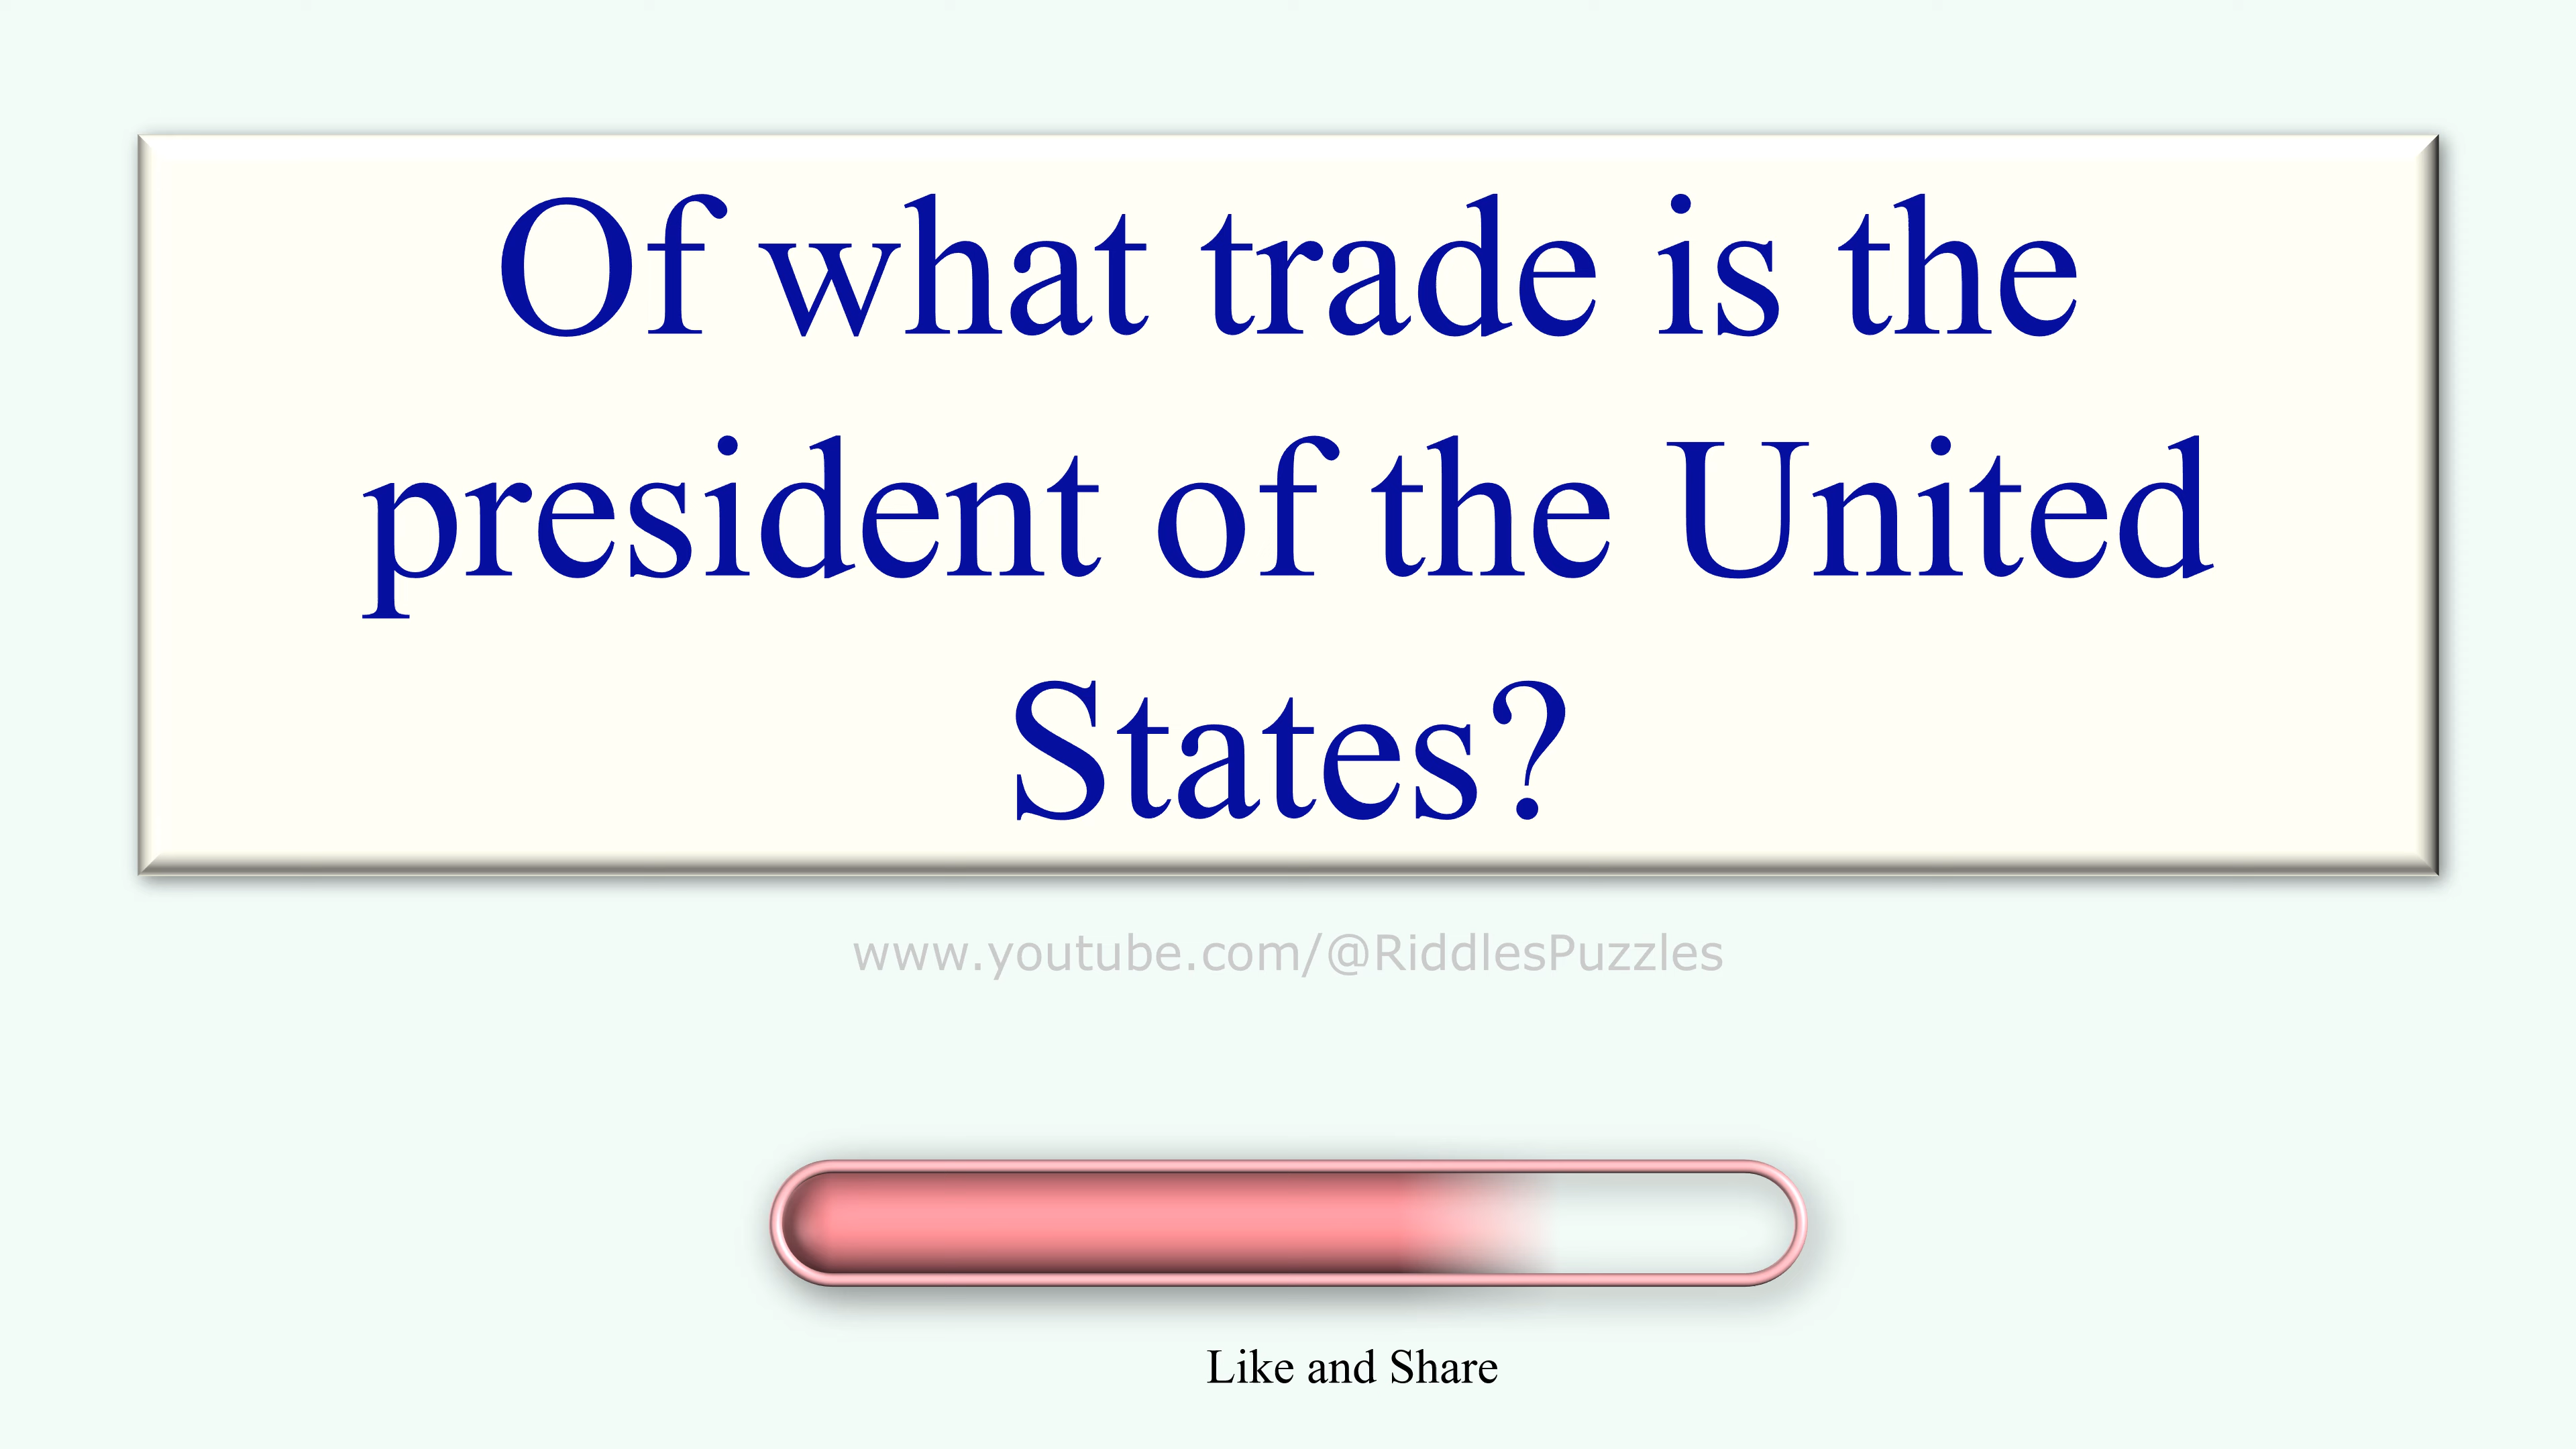 Of what trade is the
president of the United
States?
www.youtube.com/@RiddlesPuzzles
Like and Share